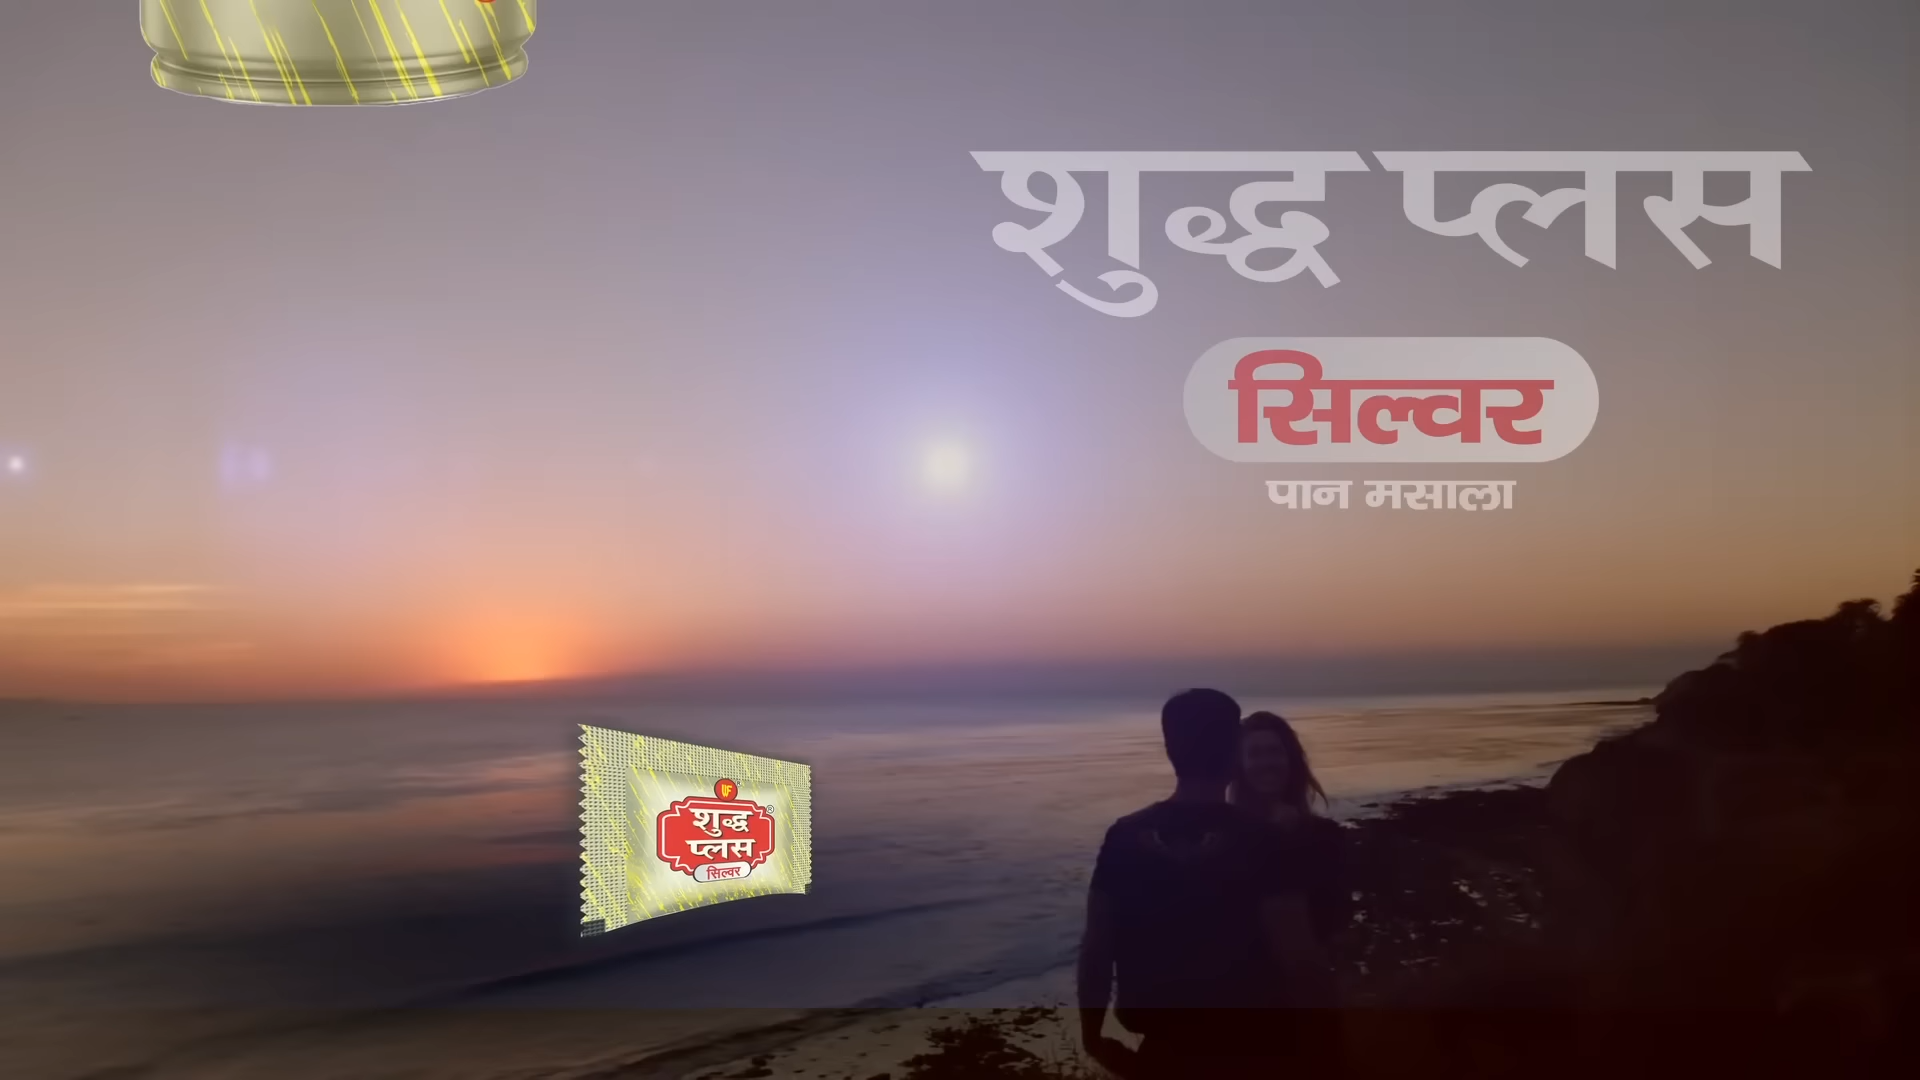 शुद्ध प्लस
सिल्वर
पान मसाला
शुद्ध
प्लस
सिल्वर